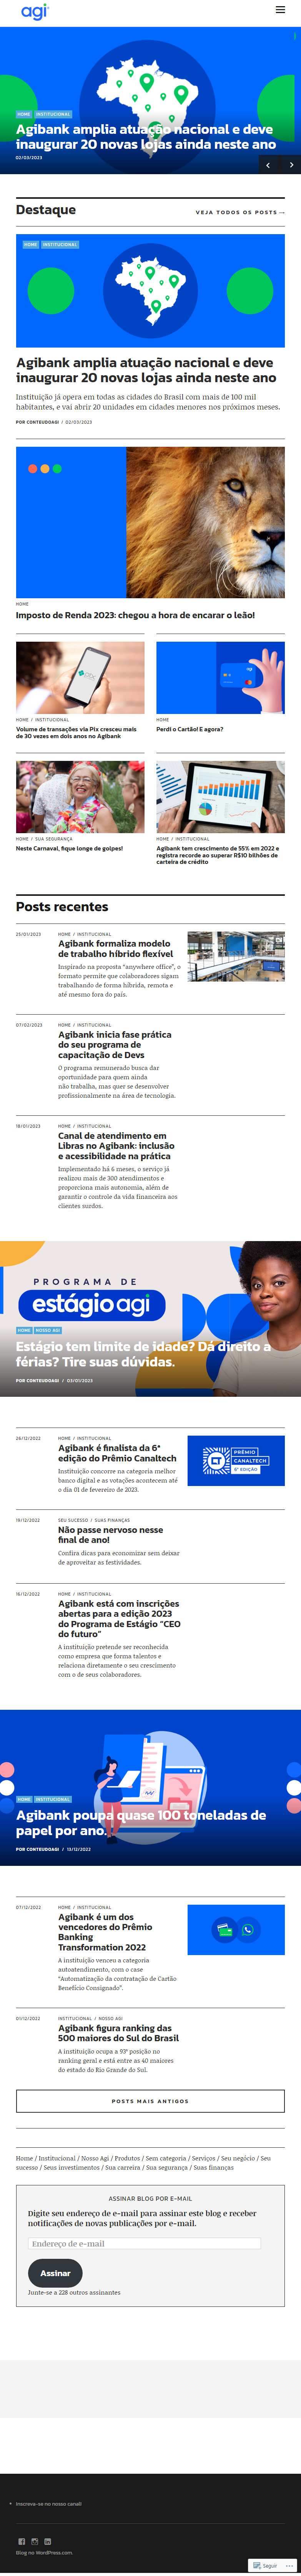 agi
HOME INSTITUCIONAL
Agibank amplia atuação nacional e deve
inaugurar 20 novas lojas ainda neste ano
02/03/2023
Destaque
VEJA TODOS OS POSTS
HOME INSTITUCIONAL
Agibank amplia atuação nacional e deve
inaugurar 20 novas lojas ainda neste ano
Instituição já opera em todas as cidades do Brasil com mais de 100 mil
habitantes, e vai abrir 20 unidades em cidades menores nos próximos meses.
POR CONTEUDOAGI / 02/03/2023
HOME
Imposto de Renda 2023: chegou a hora de encarar o leão!
HOME / INSTITUCIONAL
Volume de transações via Pix cresceu mais
de 30 vezes em dois anos no Agibank
HOME
Perdi o Cartão! E agora?
HOME / SUA SEGURANÇA
Neste Carnaval, fique longe de golpes!
HOME / INSTITUCIONAL
Agibank tem crescimento de 55% em 2022 e
registra recorde ao superar R$10 bilhões de
carteira de crédito
Posts recentes
25/01/2023
HOME / INSTITUCIONAL
Agibank formaliza modelo
de trabalho híbrido flexível
Inspirado na proposta “anywhere office”, o
formato permite que colaboradores sigam
trabalhando de forma híbrida, remota e
até mesmo fora do país.
07/02/2023
HOME / INSTITUCIONAL
Agibank inicia fase prática
do seu programa de
capacitação de Devs
O programa remunerado busca dar
oportunidade para quem ainda
não trabalha, mas quer se desenvolver
profissionalmente na área de tecnologia.
18/01/2023
HOME / INSTITUCIONAL
Canal de atendimento em
Libras no Agibank: inclusão
e acessibilidade na prática
Implementado há 6 meses, o serviço já
realizou mais de 300 atendimentos e
proporciona mais autonomia, além de
garantir o controle da vida financeira aos
clientes surdos.
PROGRAMA DE
estágio agi
HOME NOSSO AGI
Estágio tem limite de idade? Dá direito a
férias? Tire suas dúvidas.
POR CONTEUDOAGI / 03/01/2023
26/12/2022
HOME / INSTITUCIONAL
Agibank é finalista da 6ª
edição do Prêmio Canaltech
Instituição concorre na categoria melhor
banco digital e as votações acontecem até
o dia 01 de fevereiro de 2023.
PRÊMIO
CANALTECH
6ª EDIÇÃO
19/12/2022
SEU SUCESSO / SUAS FINANÇAS
Não passe nervoso nesse
final de ano!
Confira dicas para economizar sem deixar
de aproveitar as festividades.
16/12/2022
HOME / INSTITUCIONAL
Agibank está com inscrições
abertas para a edição 2023
do Programa de Estágio “CEO
do futuro”
A instituição pretende ser reconhecida
como empresa que forma talentos e
relaciona diretamente o seu crescimento
com o de seus colaboradores.
HOME INSTITUCIONAL
Agibank poupa quase 100 toneladas de
papel por ano.
POR CONTEUDOAGI / 13/12/2022
07/12/2022
HOME / INSTITUCIONAL
Agibank é um dos
vencedores do Prêmio
Banking
Transformation 2022
A instituição venceu a categoria
autoatendimento, com o case
“Automatização da contratação de Cartão
Benefício Consignado”.
01/12/2022
INSTITUCIONAL / NOSSO AGI
Agibank figura ranking das
500 maiores do Sul do Brasil
A instituição ocupa a 93ª posição no
ranking geral e está entre as 40 maiores
do estado do Rio Grande do Sul.
POSTS MAIS ANTIGOS
Home / Institucional / Nosso Agi / Produtos / Sem categoria / Serviços / Seu negócio / Seu
sucesso / Seus investimentos / Sua carreira / Sua segurança / Suas finanças
ASSINAR BLOG POR E-MAIL
Digite seu endereço de e-mail para assinar este blog e receber
notificações de novas publicações por e-mail.
Endereço de e-mail
Assinar
Junte-se a 228 outros assinantes
Inscreva-se no nosso canal!
Blog no WordPress.com.
Seguir